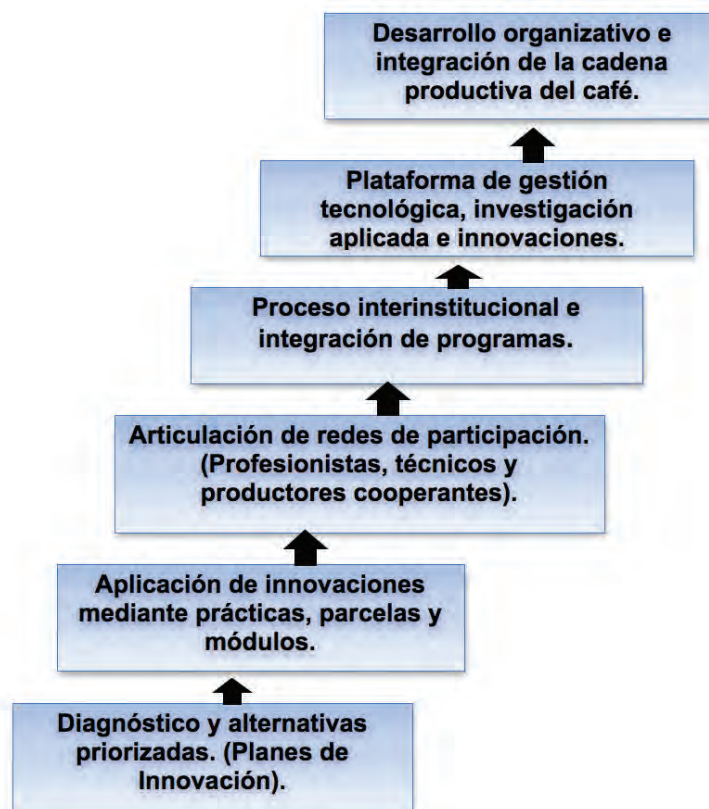 Desarrollo organizativo e
integración de la cadena
productiva del café.
Plataforma de gestión
tecnológica, investigación
aplicada e innovaciones.
Proceso interinstitucional e
integración de programas.
Articulación de redes de participación.
(Profesionistas, técnicos y
productores cooperantes).
Aplicación de innovaciones
mediante prácticas, parcelas y
módulos.
Diagnóstico y alternativas
priorizadas. (Planes de
Innovación).